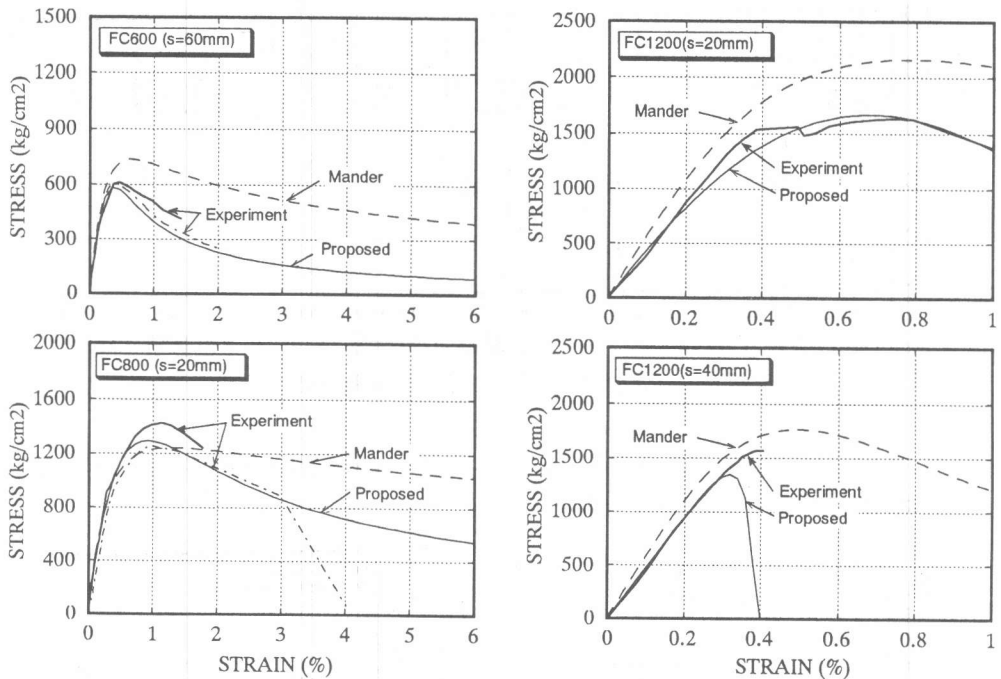 1500
1200
900
600
300
0
STRESS (kg/cm2)
FC600 (s=60mm)
Mander
Experiment
Proposed
0 1 2 3 4 5 6
2500
2000
1500
1000
500
0
STRESS (kg/cm2)
FC1200(s=20mm)
Mander
Experiment
Proposed
0 0.2 0.4 0.6 0.8 1
2000
1600
1200
800
400
0
STRESS (kg/cm2)
FC800 (s=20mm)
Experiment
Mander
Proposed
0 1 2 3 4 5 6
STRAIN (%)
2500
2000
1500
1000
500
0
STRESS (kg/cm2)
FC1200(s=40mm)
Mander
Experiment
Proposed
0 0.2 0.4 0.6 0.8 1
STRAIN (%)